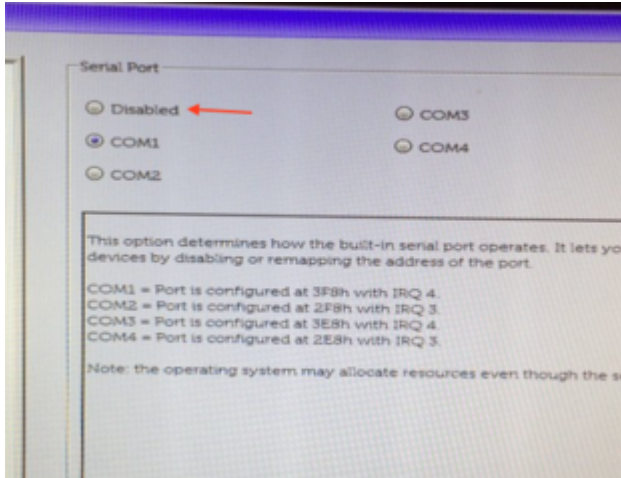 Serial Port
Disabled
COM3
COM1
COM4
COM2
This option determines how the built-in serial port operates. It lets yo
devices by disabling or remapping the address of the port.
COM1 = Port is configured at 3F8h with IRQ 4.
COM2 = Port is configured at 2F8h with IRQ 3.
COM3 = Port is configured at 3E8h with IRQ 4.
COM4 = Port is configured at 2E8h with IRQ 3.
Note: the operating system may allocate resources even though the s